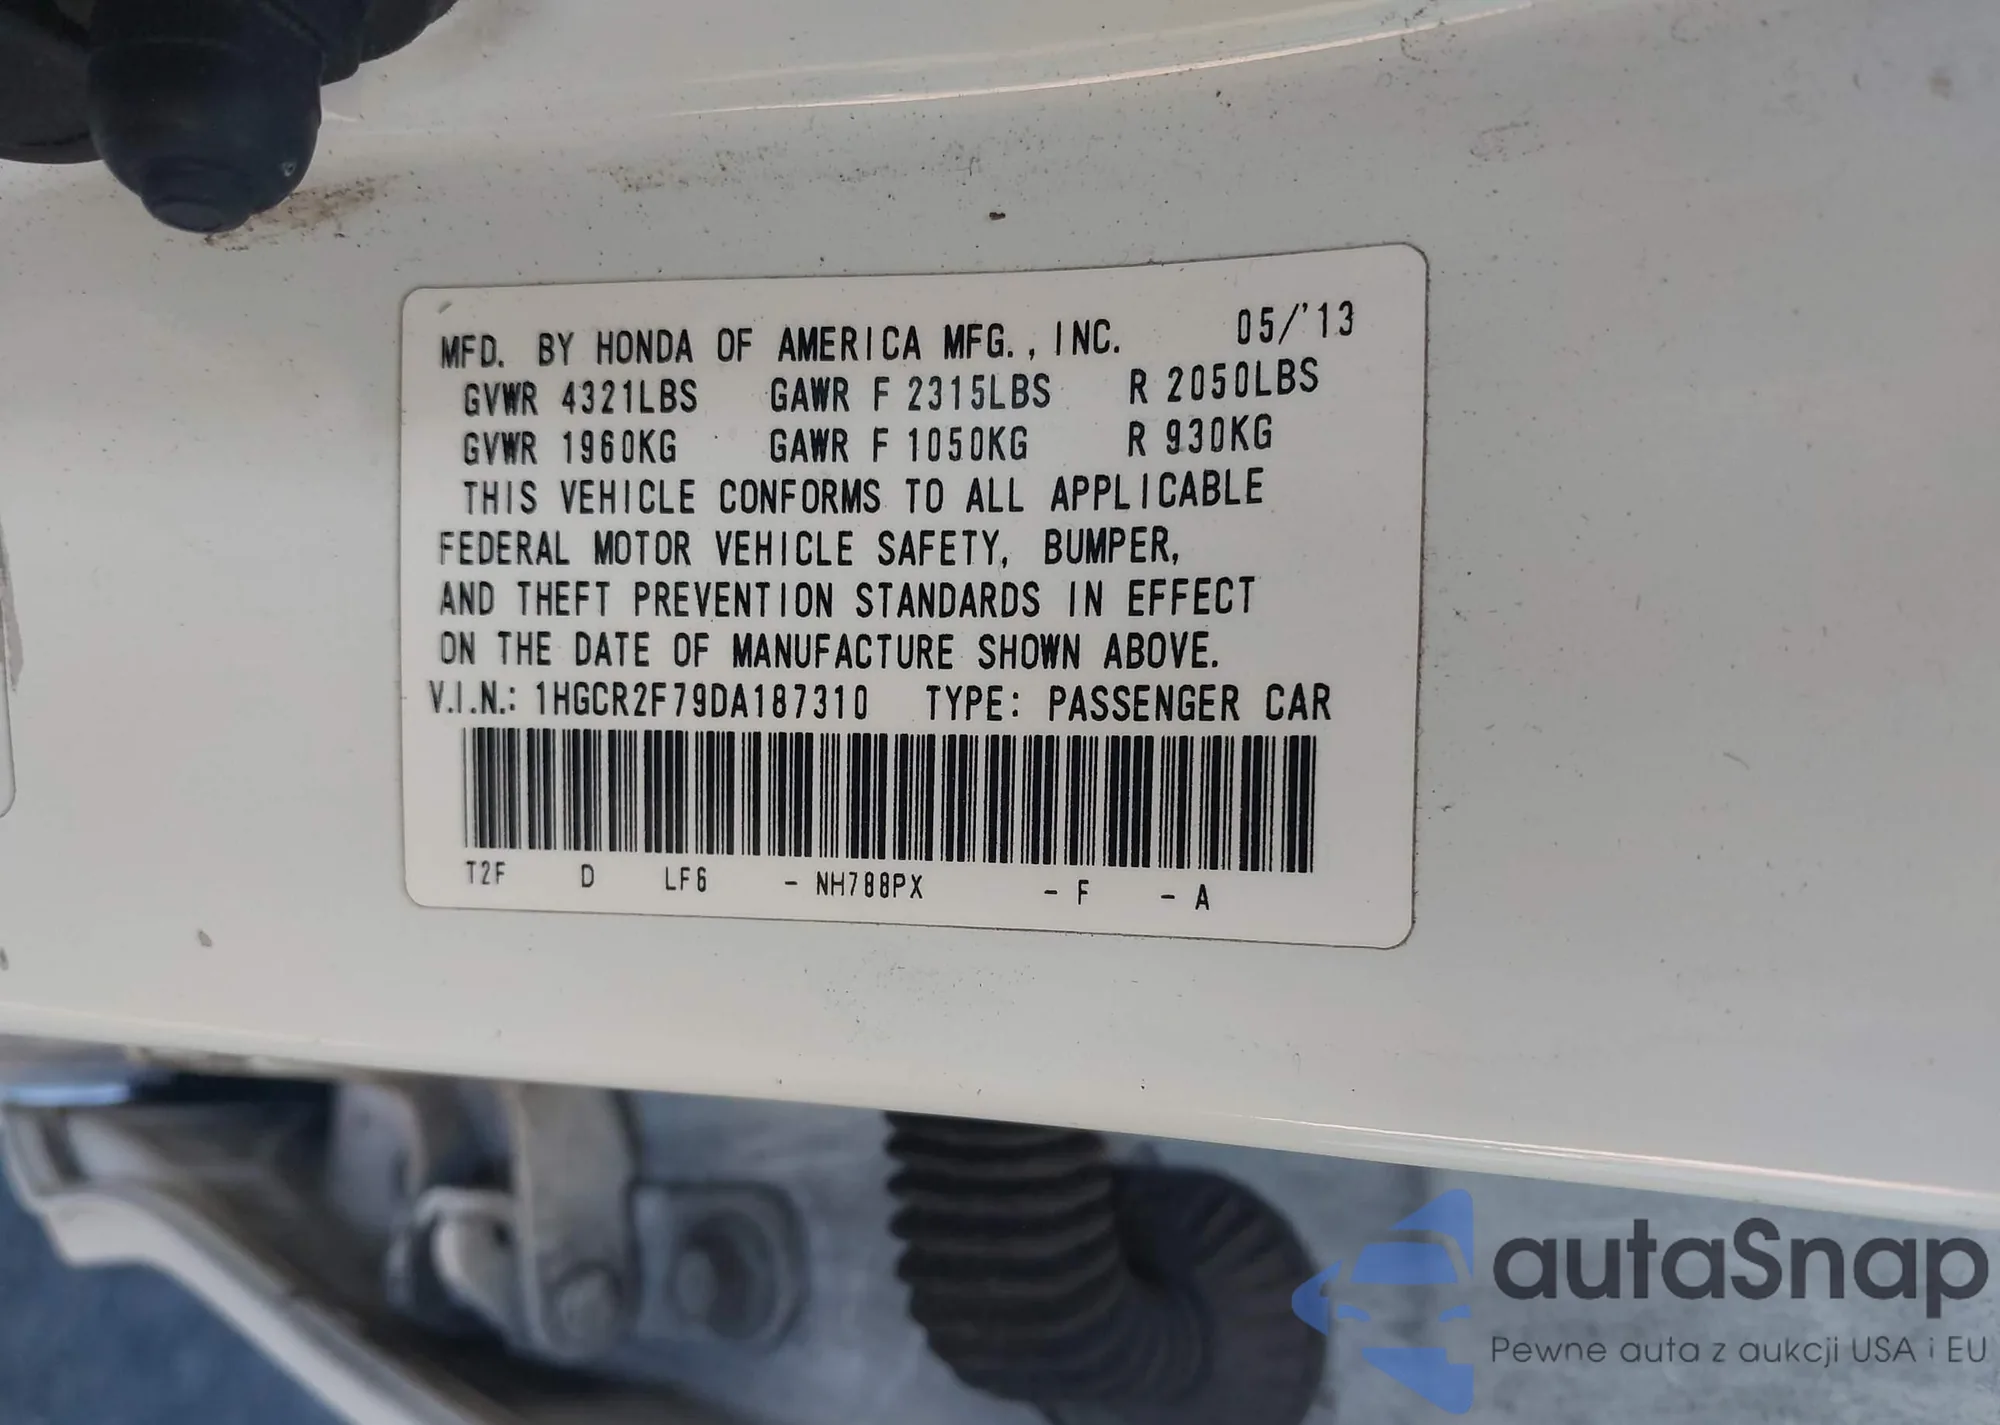 MFD. BY HONDA OF AMERICA MFG., INC. 05/'13
GVWR 4321LBS GAWR F 2315LBS R 2050LBS
GVWR 1960KG GAWR F 1050KG R 930KG
THIS VEHICLE CONFORMS TO ALL APPLICABLE
FEDERAL MOTOR VEHICLE SAFETY, BUMPER,
AND THEFT PREVENTION STANDARDS IN EFFECT
ON THE DATE OF MANUFACTURE SHOWN ABOVE.
V.I.N.: 1HGCR2F79DA187310 TYPE: PASSENGER CAR
T2F D LF6 - NH788PX - F - A
autaSnap
Pewne auta z aukcji USA i EU